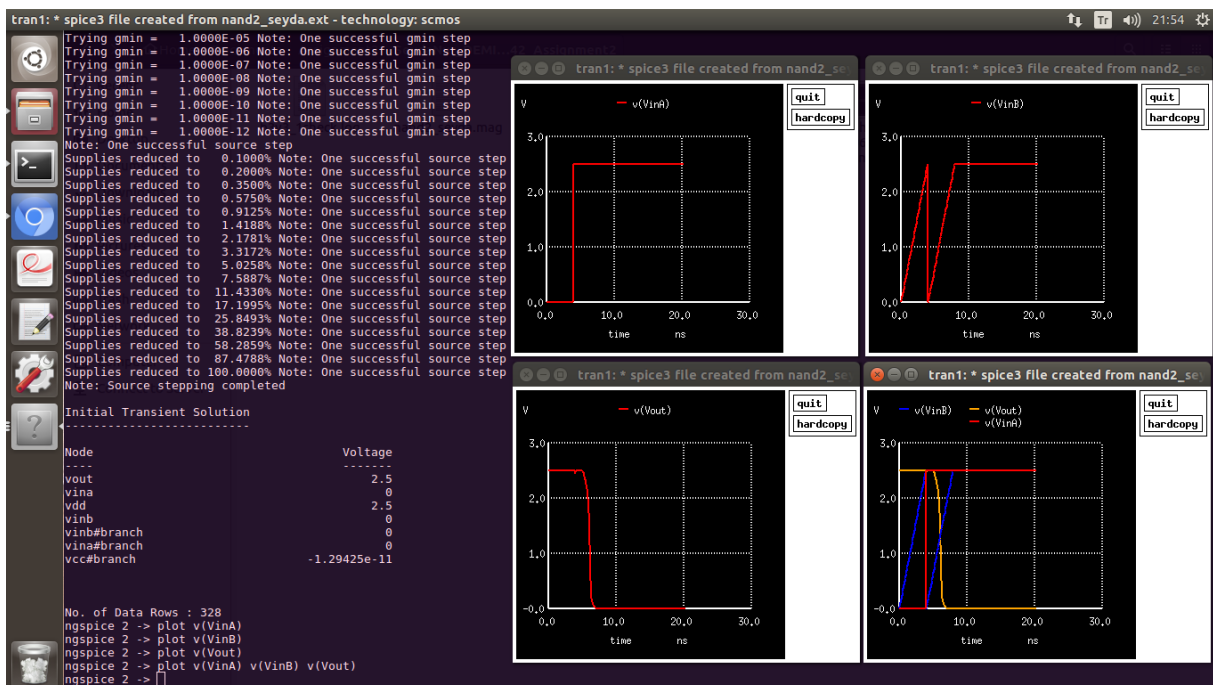 tran1: * spice3 file created from nand2_seyda.ext - technology: scmos
Tr
21:54
Trying gmin =   1.0000E-05 Note: One successful gmin step
Trying gmin =   1.0000E-06 Note: One successful gmin step
Trying gmin =   1.0000E-07 Note: One successful gmin step
Trying gmin =   1.0000E-08 Note: One successful gmin step
Trying gmin =   1.0000E-09 Note: One successful gmin step
Trying gmin =   1.0000E-10 Note: One successful gmin step
Trying gmin =   1.0000E-11 Note: One successful gmin step
Trying gmin =   1.0000E-12 Note: One successful gmin step
Note: One successful source step
Supplies reduced to   0.1000% Note: One successful source step
Supplies reduced to   0.2000% Note: One successful source step
Supplies reduced to   0.3500% Note: One successful source step
Supplies reduced to   0.5750% Note: One successful source step
Supplies reduced to   0.9125% Note: One successful source step
Supplies reduced to   1.4188% Note: One successful source step
Supplies reduced to   2.1781% Note: One successful source step
Supplies reduced to   3.3172% Note: One successful source step
Supplies reduced to   5.0258% Note: One successful source step
Supplies reduced to   7.5887% Note: One successful source step
Supplies reduced to  11.4330% Note: One successful source step
Supplies reduced to  17.1995% Note: One successful source step
Supplies reduced to  25.8493% Note: One successful source step
Supplies reduced to  38.8239% Note: One successful source step
Supplies reduced to  58.2859% Note: One successful source step
Supplies reduced to  87.4788% Note: One successful source step
Supplies reduced to 100.0000% Note: One successful source step
Note: Source stepping completed
Initial Transient Solution
--------------------------
Node                                   Voltage
----                                   -------
vout                                       2.5
vina                                         0
vdd                                        2.5
vinb                                         0
vinb#branch                                  0
vina#branch                                  0
vcc#branch                        -1.29425e-11
No. of Data Rows : 328
ngspice 2 -> plot v(VinA)
ngspice 2 -> plot v(VinB)
ngspice 2 -> plot v(Vout)
ngspice 2 -> plot v(VinA) v(VinB) v(Vout)
ngspice 2 ->
tran1: * spice3 file created from nand2_se
V
v(VinA)
quit
hardcopy
3.0
2.0
1.0
0.0
0.0 10.0 20.0 30.0
time ns
tran1: * spice3 file created from nand2_sey
V
v(VinB)
quit
hardcopy
3.0
2.0
1.0
0.0
0.0 10.0 20.0 30.0
time ns
tran1: * spice3 file created from nand2_se
V
v(Vout)
quit
hardcopy
3.0
2.0
1.0
-0.0
0.0 10.0 20.0 30.0
time ns
tran1: * spice3 file created from nand2_sey
V
v(VinB) v(Vout)
v(VinA)
quit
hardcopy
3.0
2.0
1.0
-0.0
0.0 10.0 20.0 30.0
time ns